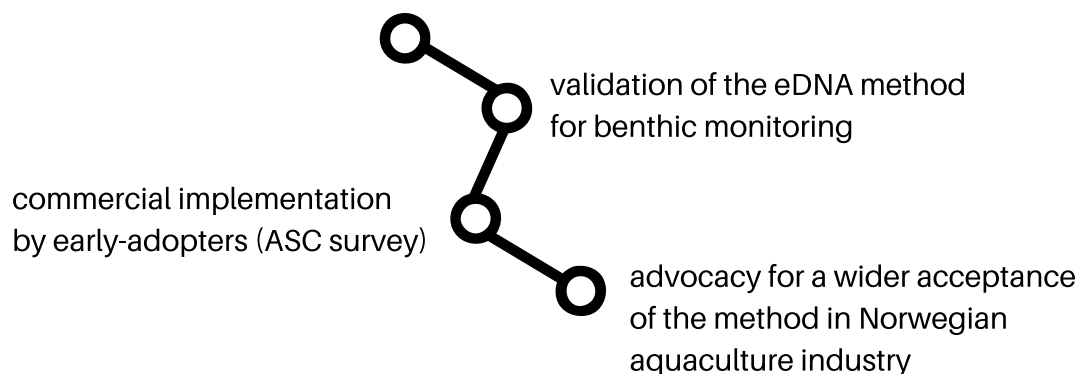 validation of the eDNA method
for benthic monitoring
commercial implementation
by early-adopters (ASC survey)
advocacy for a wider acceptance
of the method in Norwegian
aquaculture industry